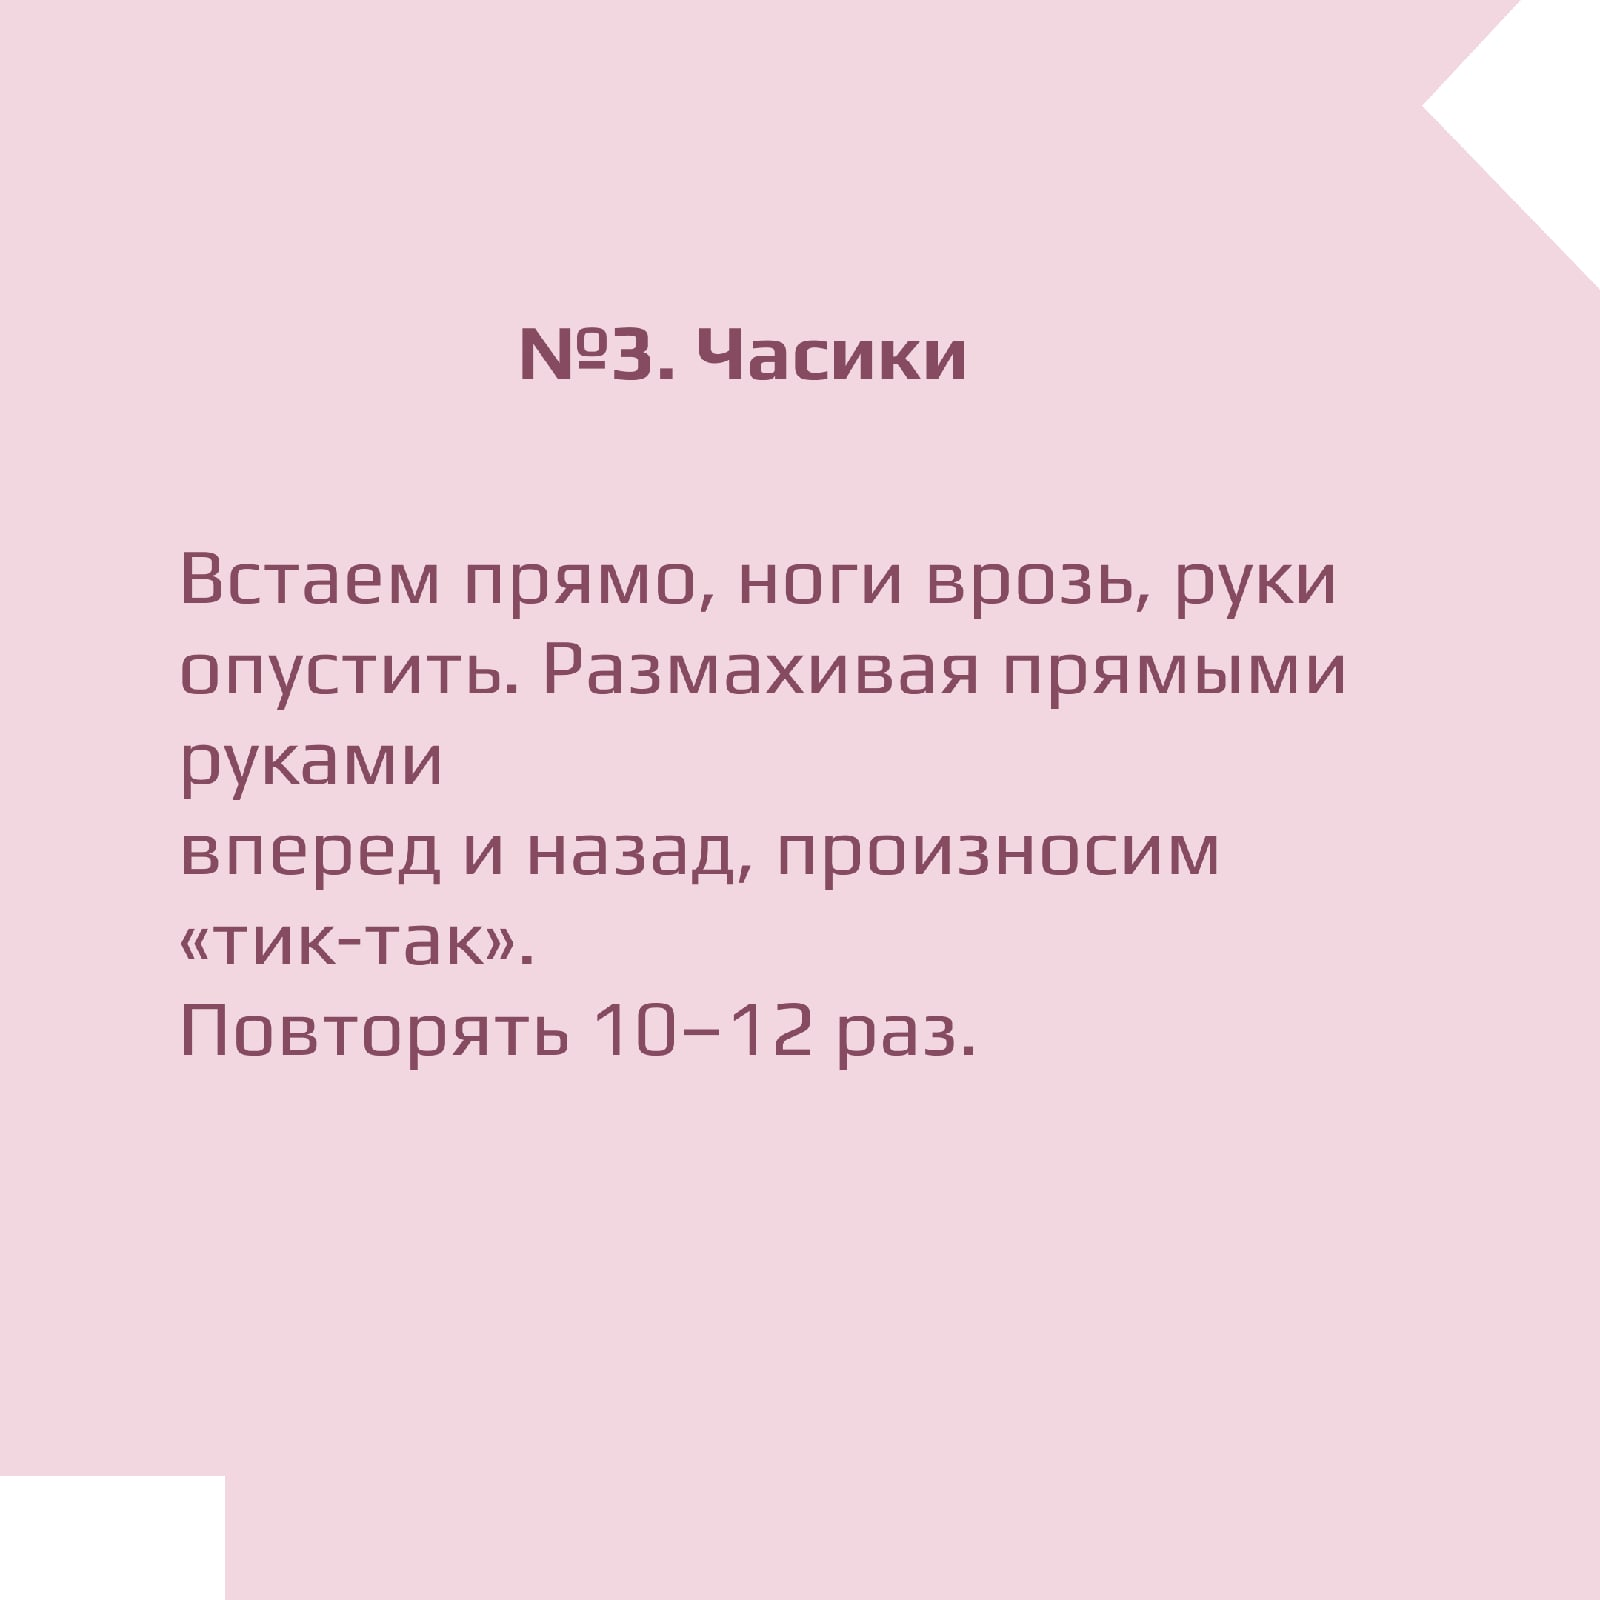 №3. Часики
Встаем прямо, ноги врозь, руки
опустить. Размахивая прямыми
руками
вперед и назад, произносим
«тик-так».
Повторять 10–12 раз.